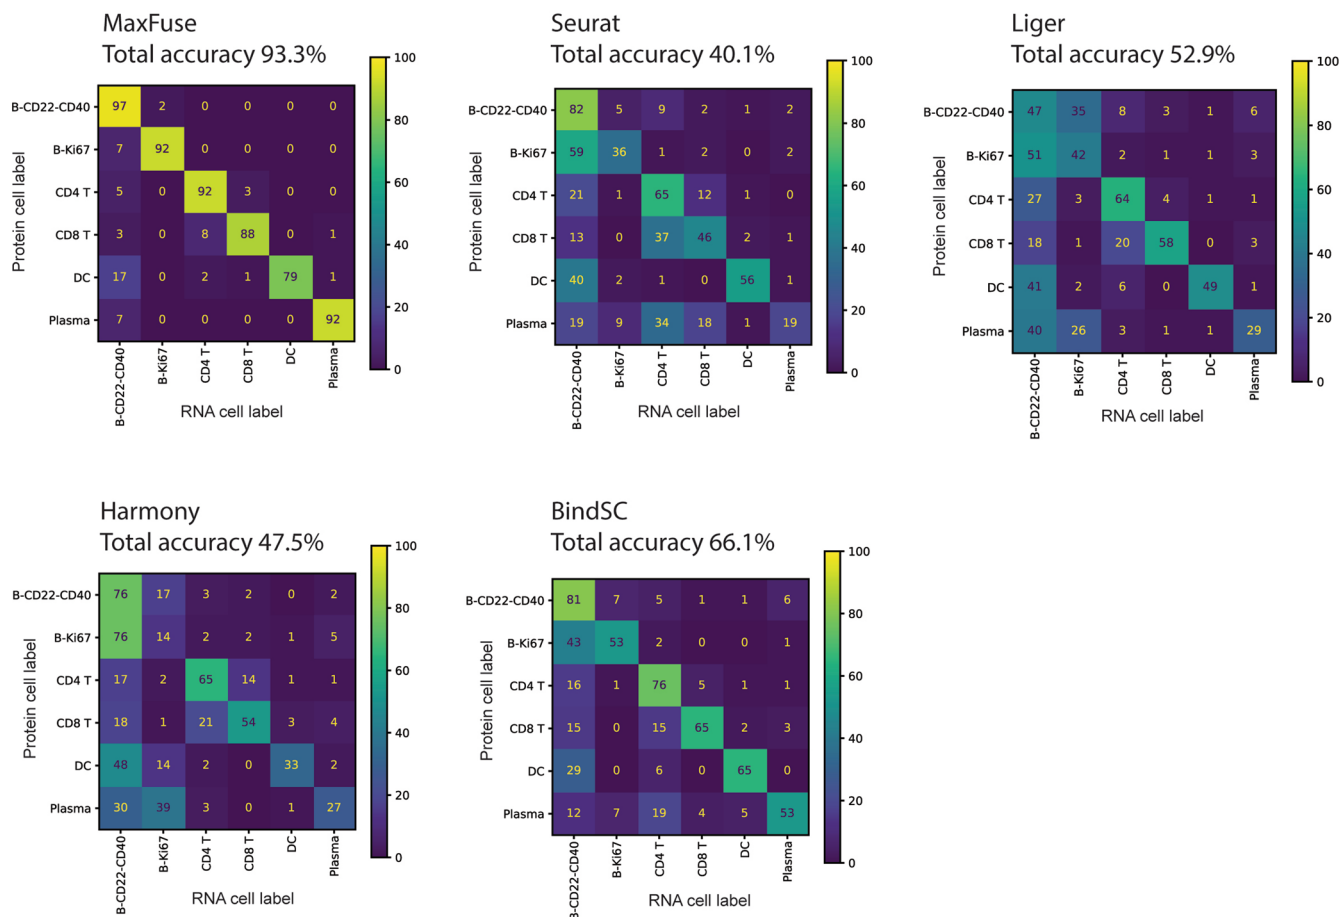 MaxFuse
Total accuracy 93.3%
Protein cell label
B-CD22-CD40 97 2 0 0 0 0
B-Ki67 7 92 0 0 0 0
CD4 T 5 0 92 3 0 0
CD8 T 3 0 8 88 0 1
DC 17 0 2 1 79 1
Plasma 7 0 0 0 0 92
B-CD22-CD40 B-Ki67 CD4 T CD8 T DC Plasma
RNA cell label
100
80
60
40
20
0
Seurat
Total accuracy 40.1%
Protein cell label
B-CD22-CD40 82 5 9 2 1 2
B-Ki67 59 36 1 2 0 2
CD4 T 21 1 65 12 1 0
CD8 T 13 0 37 46 2 1
DC 40 2 1 0 56 1
Plasma 19 9 34 18 1 19
B-CD22-CD40 B-Ki67 CD4 T CD8 T DC Plasma
RNA cell label
100
80
60
40
20
0
Liger
Total accuracy 52.9%
Protein cell label
B-CD22-CD40 47 35 8 3 1 6
B-Ki67 51 42 2 1 1 3
CD4 T 27 3 64 4 1 1
CD8 T 18 1 20 58 0 3
DC 41 2 6 0 49 1
Plasma 40 26 3 1 1 29
B-CD22-CD40 B-Ki67 CD4 T CD8 T DC Plasma
RNA cell label
100
80
60
40
20
0
Harmony
Total accuracy 47.5%
Protein cell label
B-CD22-CD40 76 17 3 2 0 2
B-Ki67 76 14 2 2 1 5
CD4 T 17 2 65 14 1 1
CD8 T 18 1 21 54 3 4
DC 48 14 2 0 33 2
Plasma 30 39 3 0 1 27
B-CD22-CD40 B-Ki67 CD4 T CD8 T DC Plasma
RNA cell label
100
80
60
40
20
0
BindSC
Total accuracy 66.1%
Protein cell label
B-CD22-CD40 81 7 5 1 1 6
B-Ki67 43 53 2 0 0 1
CD4 T 16 1 76 5 1 1
CD8 T 15 0 15 65 2 3
DC 29 0 6 0 65 0
Plasma 12 7 19 4 5 53
B-CD22-CD40 B-Ki67 CD4 T CD8 T DC Plasma
RNA cell label
100
80
60
40
20
0